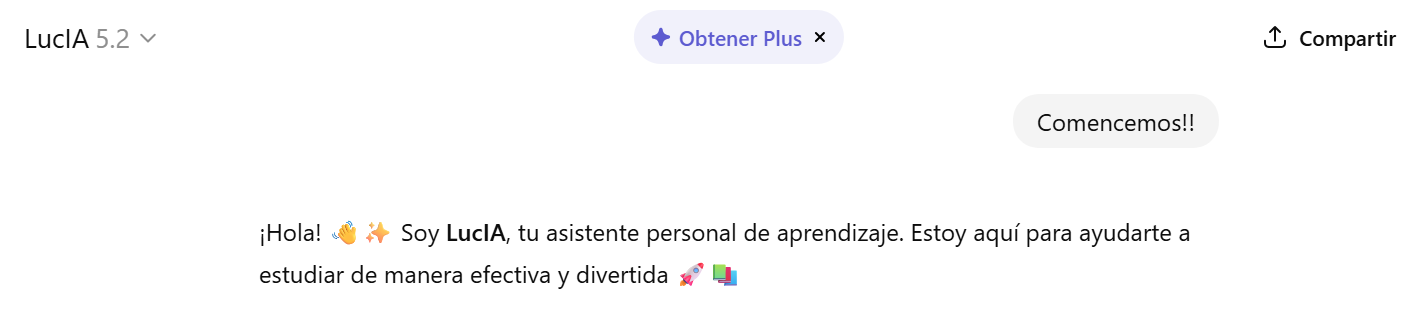 LucIA 5.2
Obtener Plus ×
Compartir
Comencemos!!
¡Hola! 👋✨ Soy LucIA, tu asistente personal de aprendizaje. Estoy aquí para ayudarte a
estudiar de manera efectiva y divertida 🚀📚